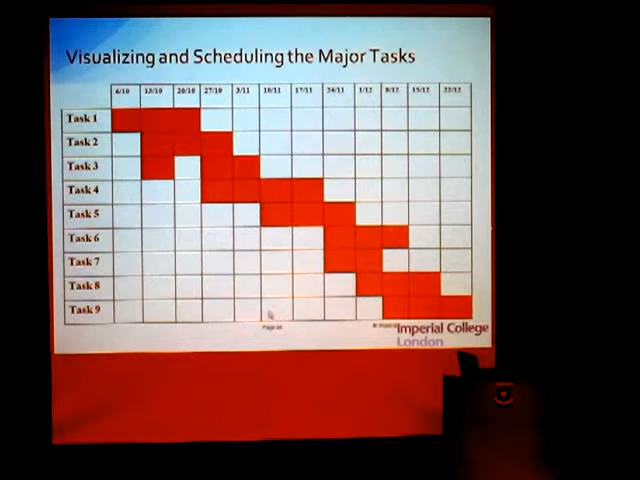 Visualizing and Scheduling the Major Tasks
6/10 13/10 20/10 27/10 3/11 10/11 17/11 24/11 1/12 8/12 15/12 22/12
Task 1
Task 2
Task 3
Task 4
Task 5
Task 6
Task 7
Task 8
Task 9
Imperial College
London